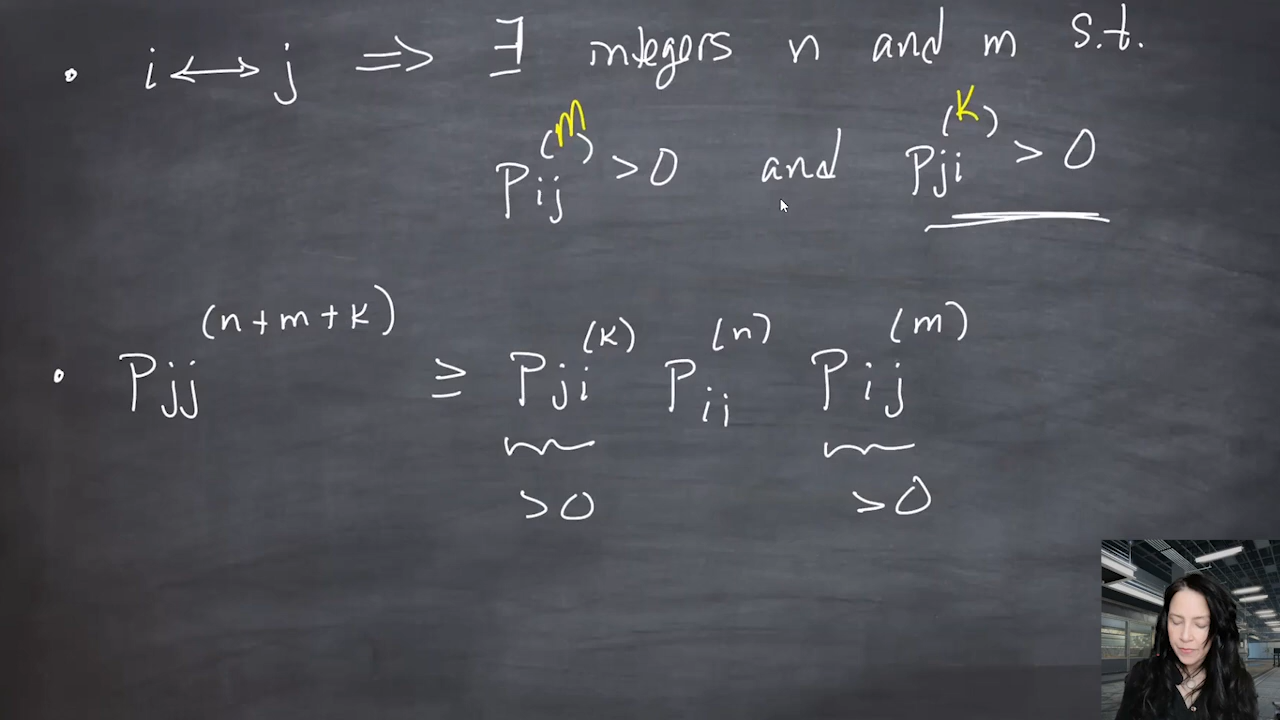 • i ↔ j ⇒ ∃ integers n and m s.t.
P_ij^(m) > 0 and P_ji^(k) > 0
• P_jj^(n+m+k) ≥ P_ji^(k) P_ii^(n) P_ij^(m)
> 0 > 0